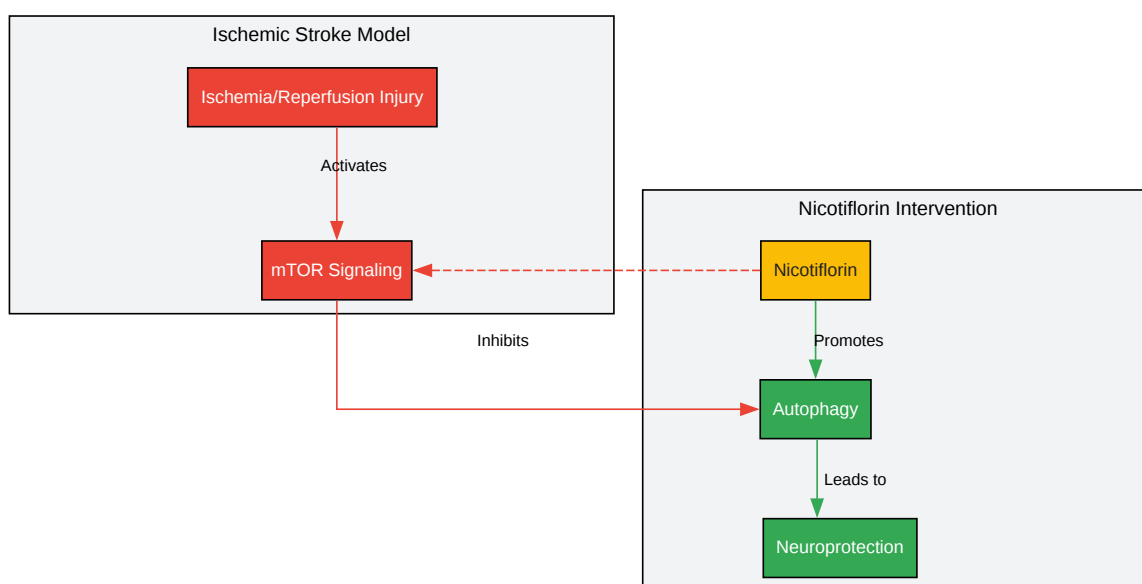 Ischemic Stroke Model
Ischemia/Reperfusion Injury
Activates
Nicotiflorin Intervention
mTOR Signaling
Nicotiflorin
Inhibits
Promotes
Autophagy
Leads to
Neuroprotection